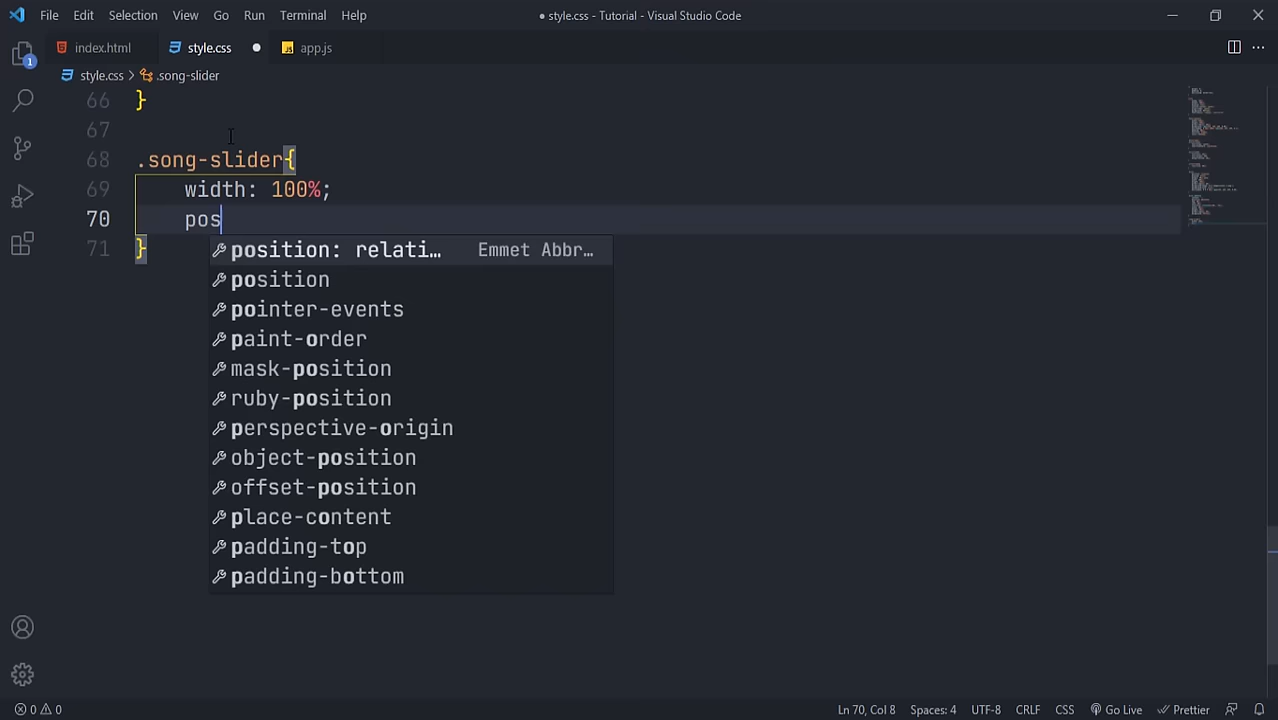 File Edit Selection View Go Run Terminal Help ● style.css - Tutorial - Visual Studio Code
index.html style.css ● JS app.js ···
style.css > .song-slider
1
66 }
67
68 .song-slider{
69 width: 100%;
70 pos
71 }
position: relati… Emmet Abbr…
position
pointer-events
paint-order
mask-position
ruby-position
perspective-origin
object-position
offset-position
place-content
padding-top
padding-bottom
0 0 Ln 70, Col 8 Spaces: 4 UTF-8 CRLF CSS Go Live Prettier